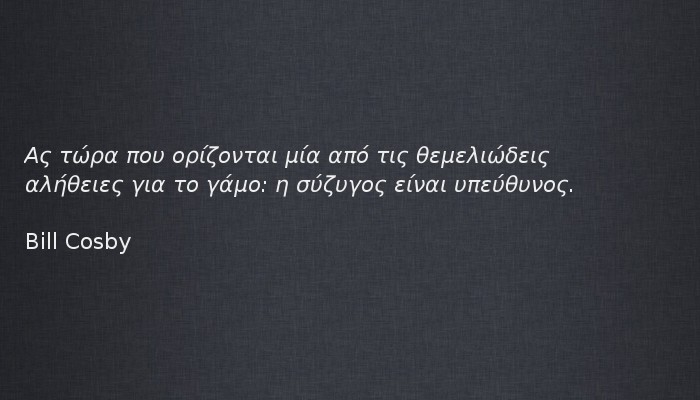 Ας τώρα που ορίζονται μία από τις θεμελιώδεις
αλήθειες για το γάμο: η σύζυγος είναι υπεύθυνος.
Bill Cosby